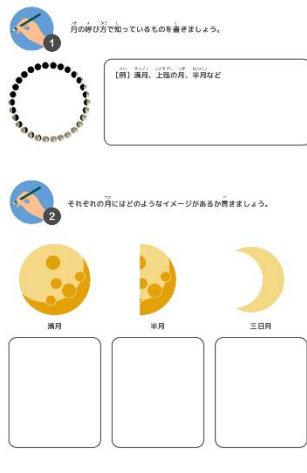 1
月の呼び方で知っているものを書きましょう。
【例】満月、上弦の月、半月など
2
それぞれの月にはどのようなイメージがあるか書きましょう。
満月
半月
三日月